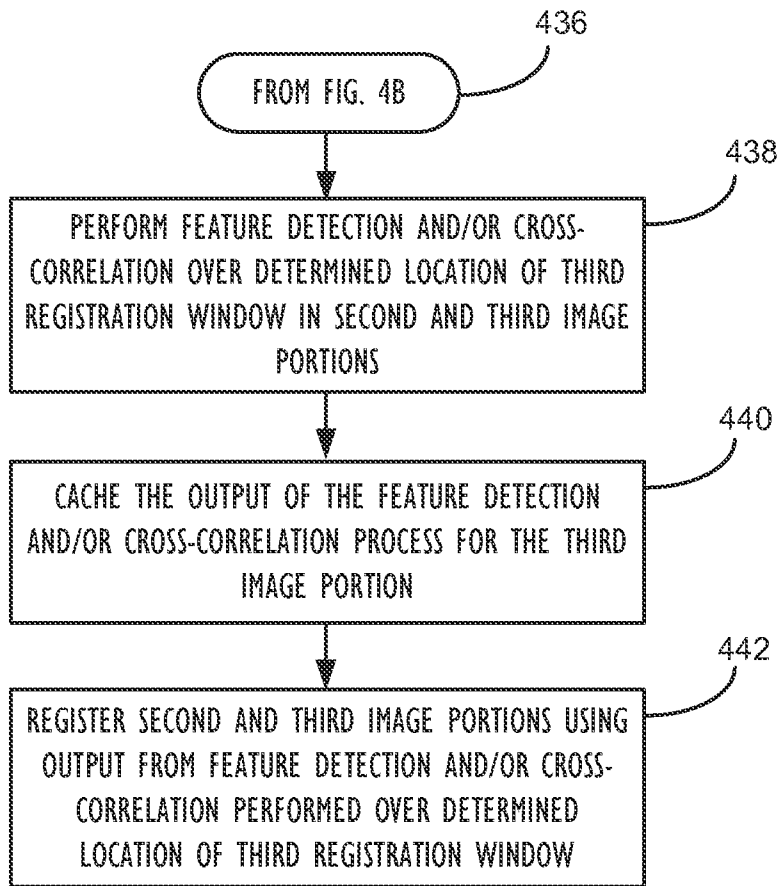 436
FROM FIG. 4B
438
PERFORM FEATURE DETECTION AND/OR CROSS-
CORRELATION OVER DETERMINED LOCATION OF THIRD
REGISTRATION WINDOW IN SECOND AND THIRD IMAGE
PORTIONS
440
CACHE THE OUTPUT OF THE FEATURE DETECTION
AND/OR CROSS-CORRELATION PROCESS FOR THE THIRD
IMAGE PORTION
442
REGISTER SECOND AND THIRD IMAGE PORTIONS USING
OUTPUT FROM FEATURE DETECTION AND/OR CROSS-
CORRELATION PERFORMED OVER DETERMINED
LOCATION OF THIRD REGISTRATION WINDOW